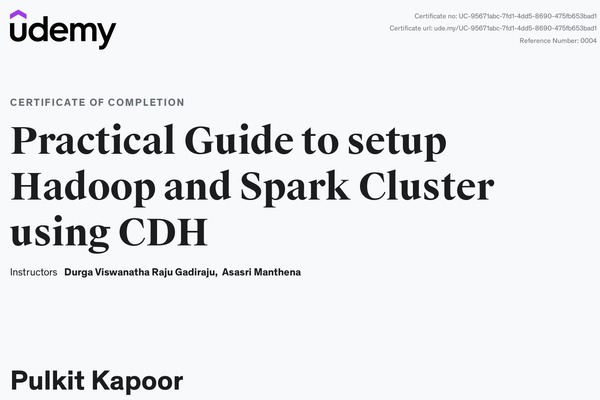 udemy
Certificate no: UC-95671abc-7fd1-4dd5-8690-475fb653bad1
Certificate url: ude.my/UC-95671abc-7fd1-4dd5-8690-475fb653bad1
Reference Number: 0004
CERTIFICATE OF COMPLETION
Practical Guide to setup
Hadoop and Spark Cluster
using CDH
Instructors Durga Viswanatha Raju Gadiraju, Asasri Manthena
Pulkit Kapoor